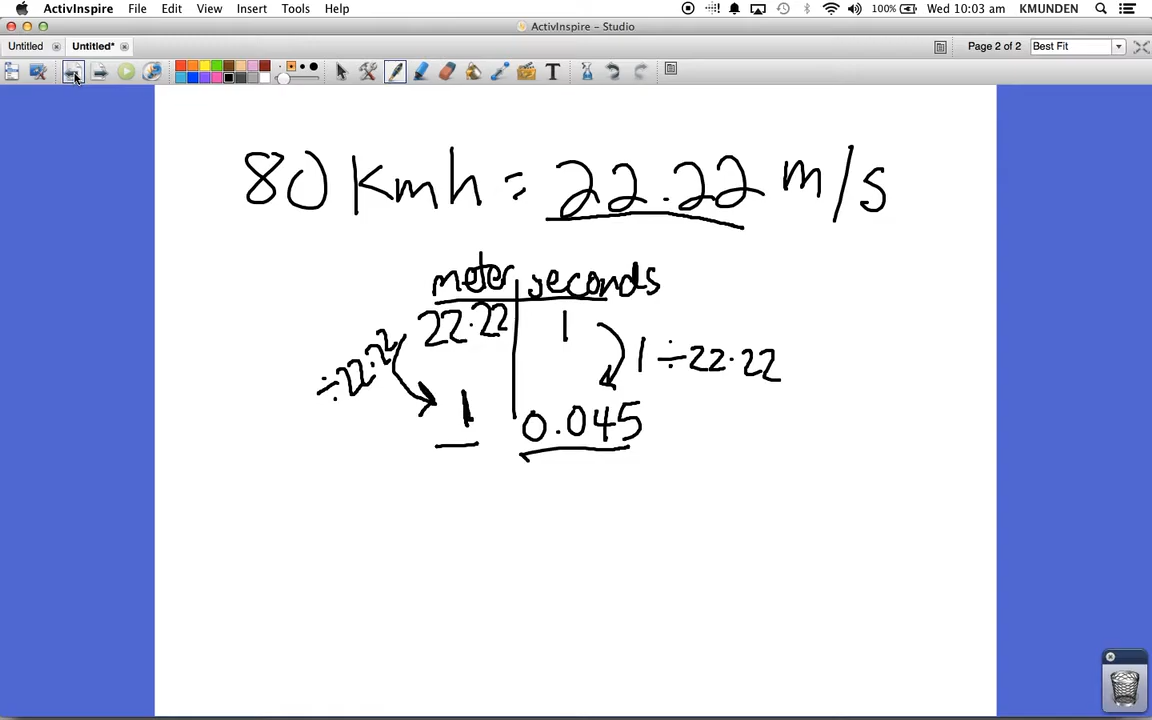 ActivInspire File Edit View Insert Tools Help 100% Wed 10:03 am KMUNDEN
ActivInspire - Studio
Untitled Untitled* Page 2 of 2 Best Fit
T
80 Kmh = 22.22 m/s
meter seconds
22.22 1
÷22.22 1 ÷ 22.22
1 0.045